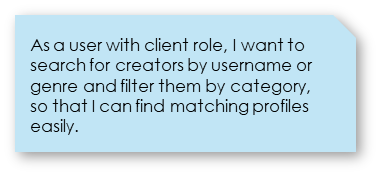 As a user with client role, I want to
search for creators by username or
genre and filter them by category,
so that I can find matching profiles
easily.